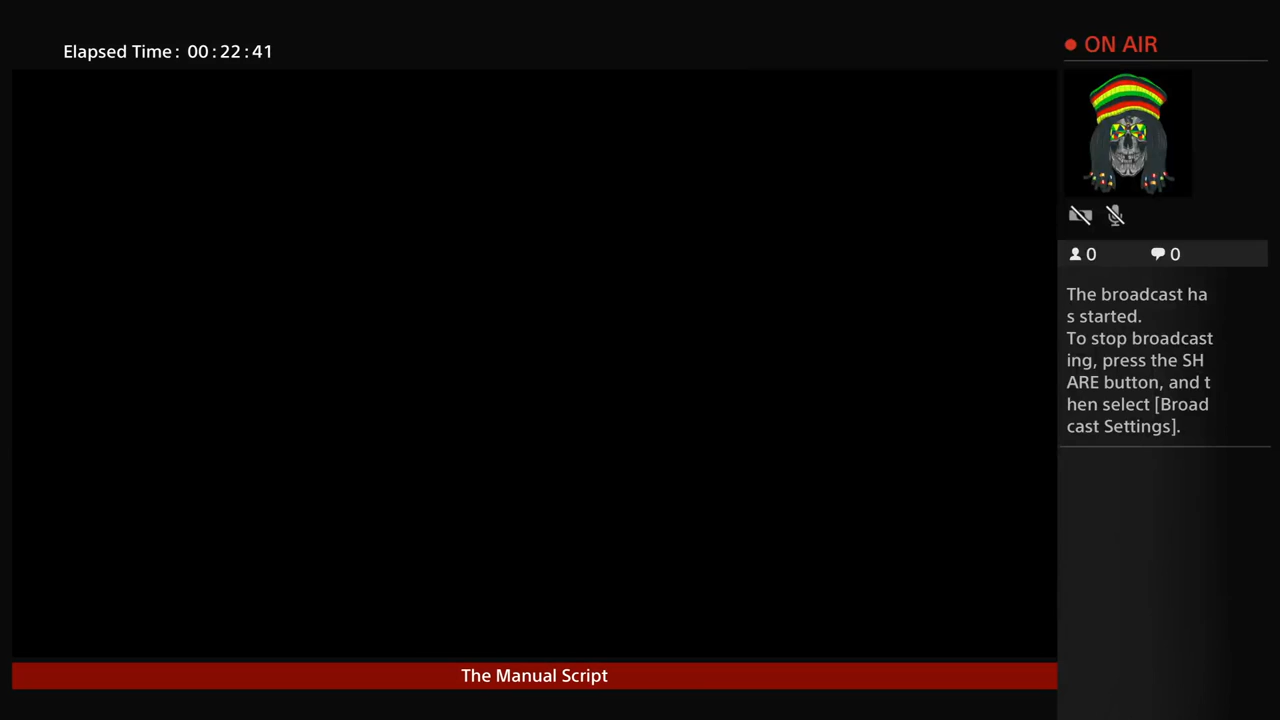 Elapsed Time: 00:22:41
ON AIR
0 0
The broadcast ha
s started.
To stop broadcast
ing, press the SH
ARE button, and t
hen select [Broad
cast Settings].
The Manual Script